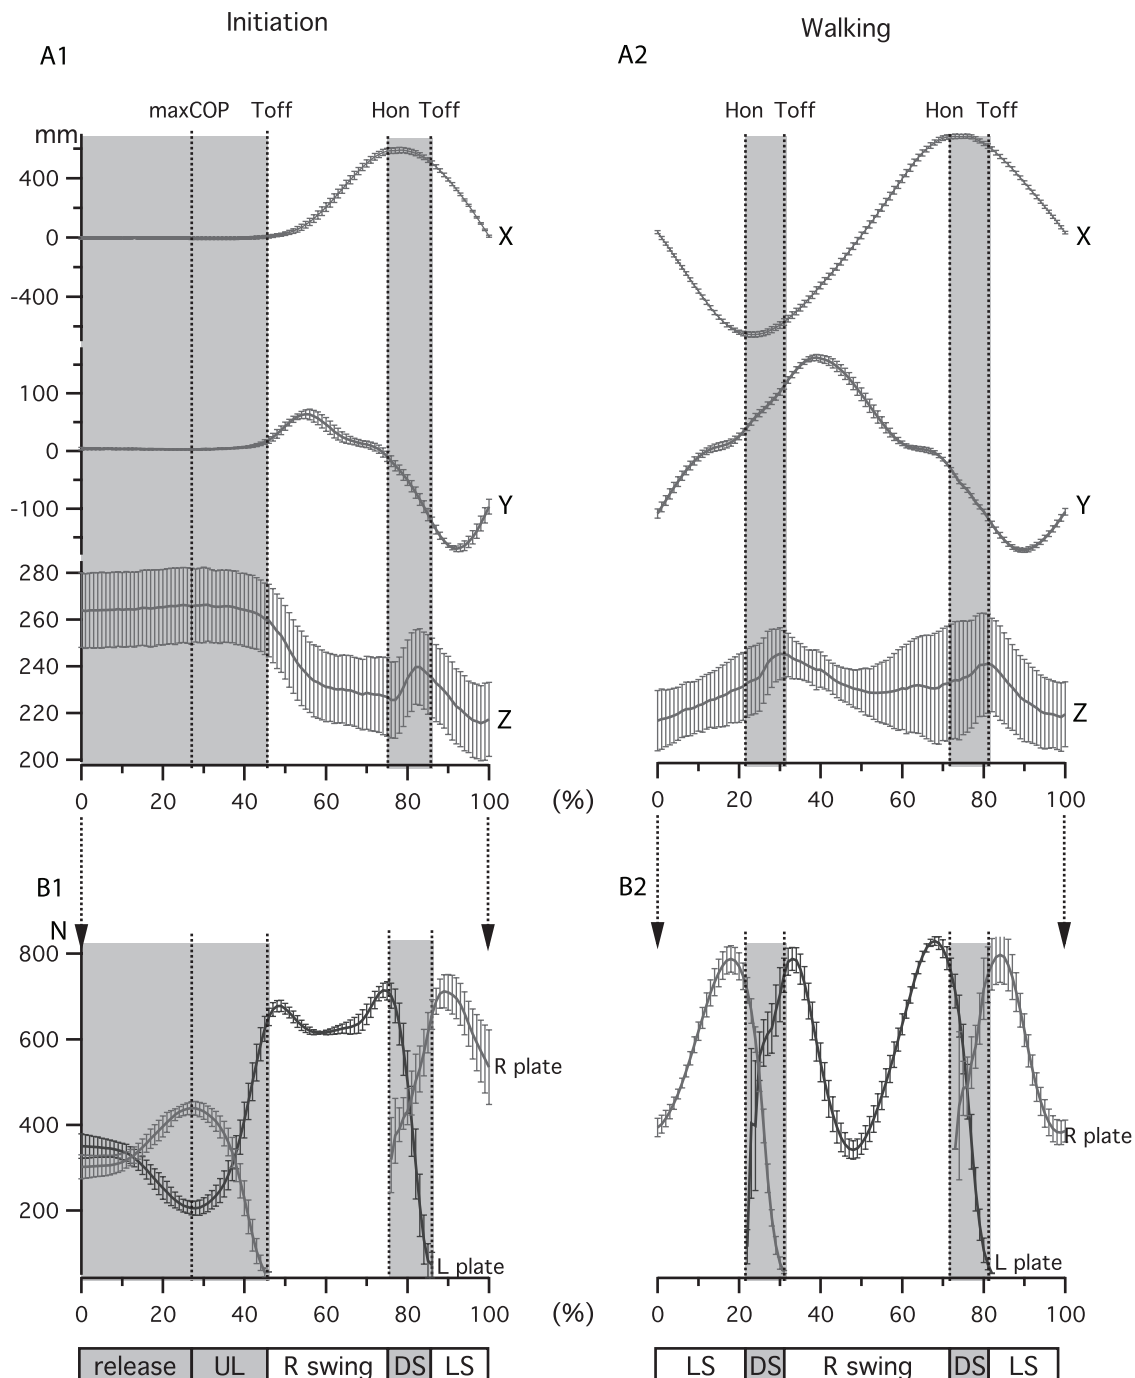 Initiation
Walking
A1
A2
maxCOP Toff Hon Toff
Hon Toff Hon Toff
mm
400
0
-400
X
X
100
0
-100
Y
Y
280
260
240
220
200
Z
Z
0 20 40 60 80 100 (%)
0 20 40 60 80 100
B1
B2
N
800
600
400
200
R plate
L plate
R plate
L plate
0 20 40 60 80 100 (%)
0 20 40 60 80 100
release UL R swing DS LS
LS DS R swing DS LS